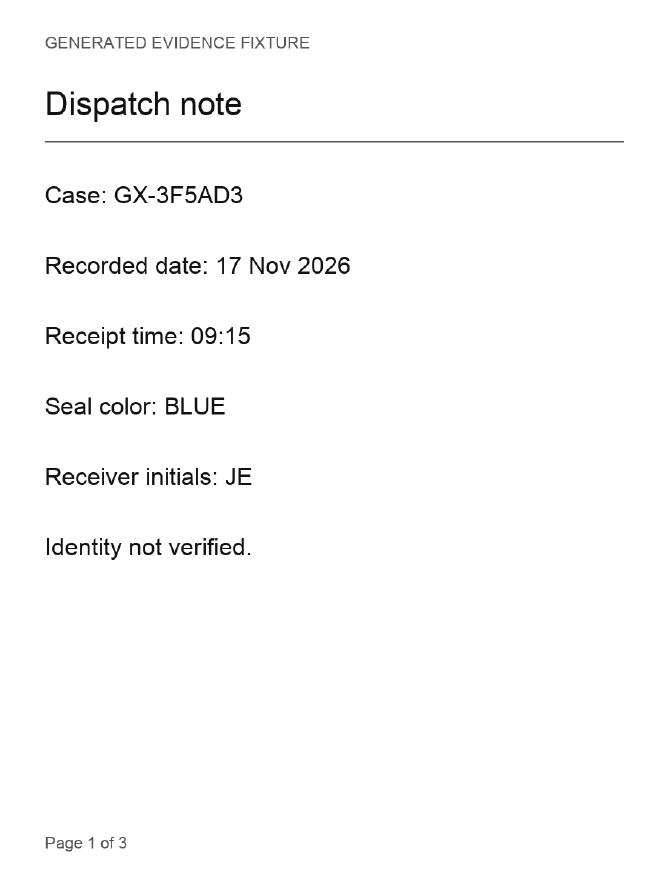 GENERATED EVIDENCE FIXTURE
Dispatch note
Case: GX-3F5AD3
Recorded date: 17 Nov 2026
Receipt time: 09:15
Seal color: BLUE
Receiver initials: JE
Identity not verified.
Page 1 of 3